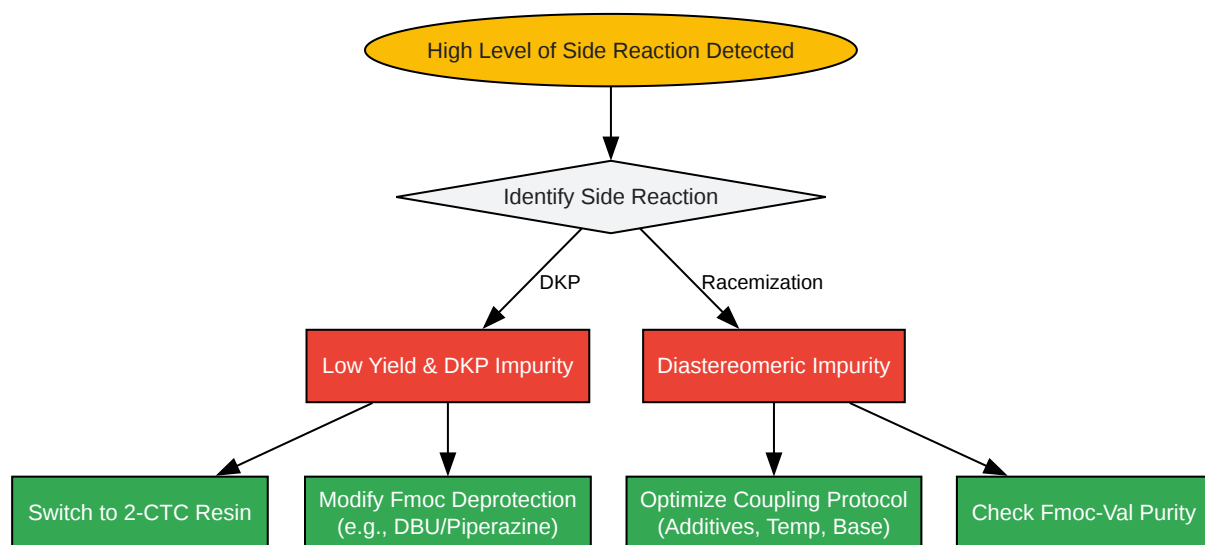 High Level of Side Reaction Detected
Identify Side Reaction
DKP
Racemization
Low Yield & DKP Impurity
Diastereomeric Impurity
Switch to 2-CTC Resin
Modify Fmoc Deprotection
(e.g., DBU/Piperazine)
Optimize Coupling Protocol
(Additives, Temp, Base)
Check Fmoc-Val Purity